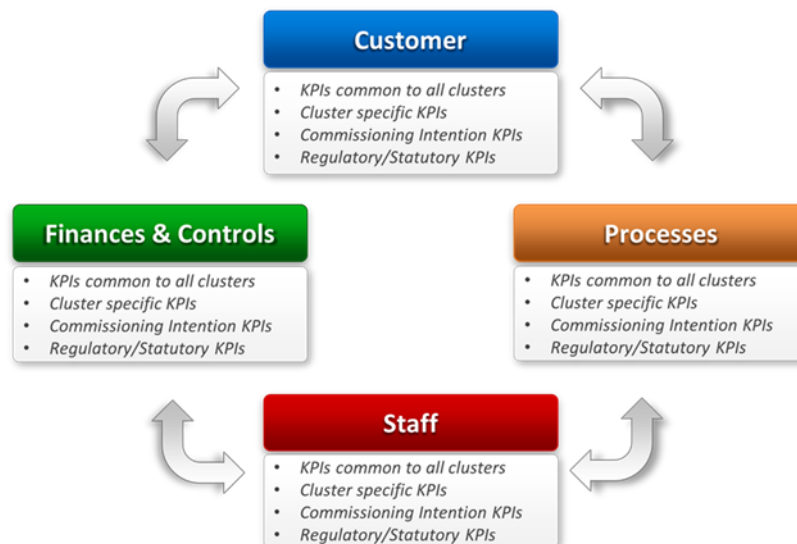 Customer
• KPIs common to all clusters
• Cluster specific KPIs
• Commissioning Intention KPIs
• Regulatory/Statutory KPIs
Finances & Controls
• KPIs common to all clusters
• Cluster specific KPIs
• Commissioning Intention KPIs
• Regulatory/Statutory KPIs
Processes
• KPIs common to all clusters
• Cluster specific KPIs
• Commissioning Intention KPIs
• Regulatory/Statutory KPIs
Staff
• KPIs common to all clusters
• Cluster specific KPIs
• Commissioning Intention KPIs
• Regulatory/Statutory KPIs